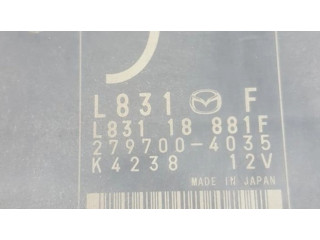 L831 F
L831 18 881F
279700-4035
K4238 12V
MADE IN JAPAN